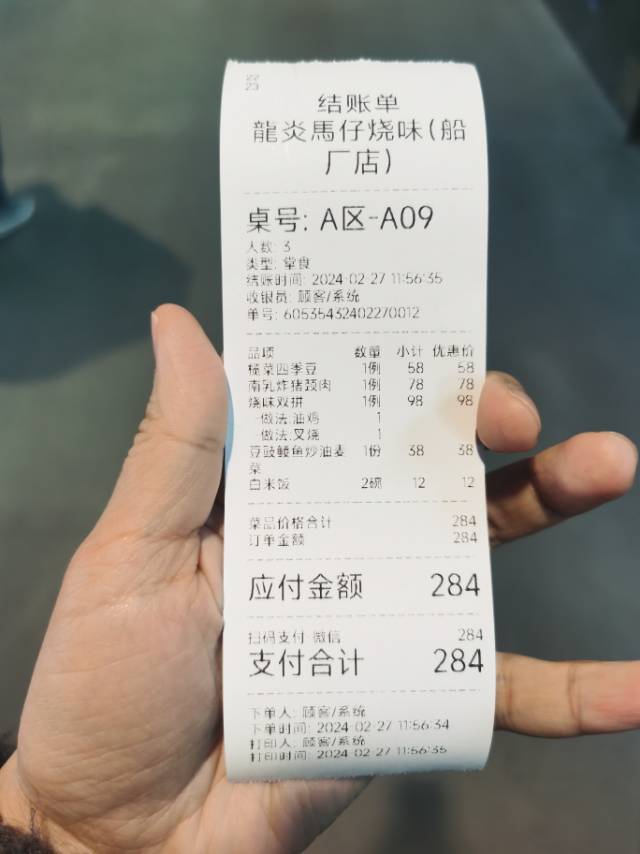 22
23
结账单
龍炎馬仔烧味(船
厂店)
桌号: A区-A09
人数: 3
类型: 堂食
结账时间: 2024-02-27 11:56:35
收银员: 顾客/系统
单号: 60535432402270012
品项 数量 小计 优惠价
榄菜四季豆 1例 58 58
南乳炸猪颈肉 1例 78 78
烧味双拼 1例 98 98
-做法:油鸡 1
-做法:叉烧 1
豆豉鲮鱼炒油麦 1份 38 38
菜
白米饭 2碗 12 12
菜品价格合计 284
订单金额 284
应付金额 284
扫码支付-微信 284
支付合计 284
下单人: 顾客/系统
下单时间: 2024-02-27 11:56:34
打印人: 顾客/系统
打印时间: 2024-02-27 11:56:35